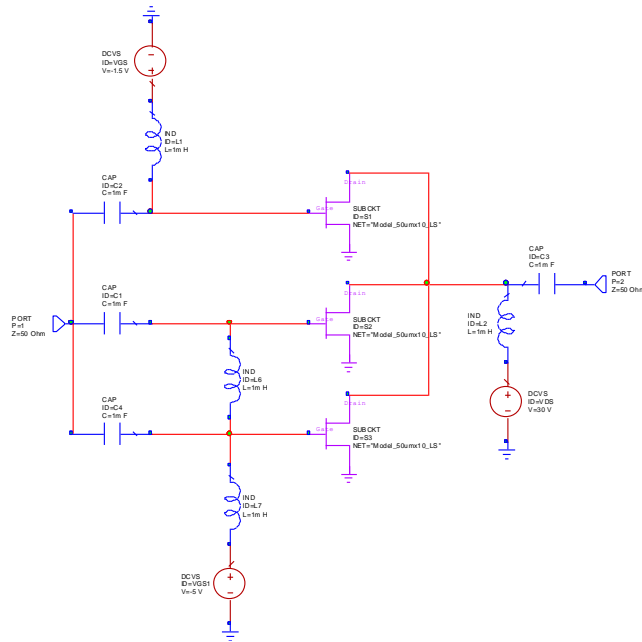 DCVS
ID=VGS
V=-1.5 V
IND
ID=L1
L=1m H
CAP
ID=C2
C=1m F
Drain
Gate
SUBCKT
ID=S1
NET="Model_50umx10_LS"
PORT
P=1
Z=50 Ohm
CAP
ID=C1
C=1m F
Drain
Gate
SUBCKT
ID=S2
NET="Model_50umx10_LS"
CAP
ID=C3
C=1m F
PORT
P=2
Z=50 Ohm
IND
ID=L2
L=1m H
IND
ID=L6
L=1m H
DCVS
ID=VDS
V=30 V
CAP
ID=C4
C=1m F
Drain
Gate
SUBCKT
ID=S3
NET="Model_50umx10_LS"
IND
ID=L7
L=1m H
DCVS
ID=VGS1
V=-5 V